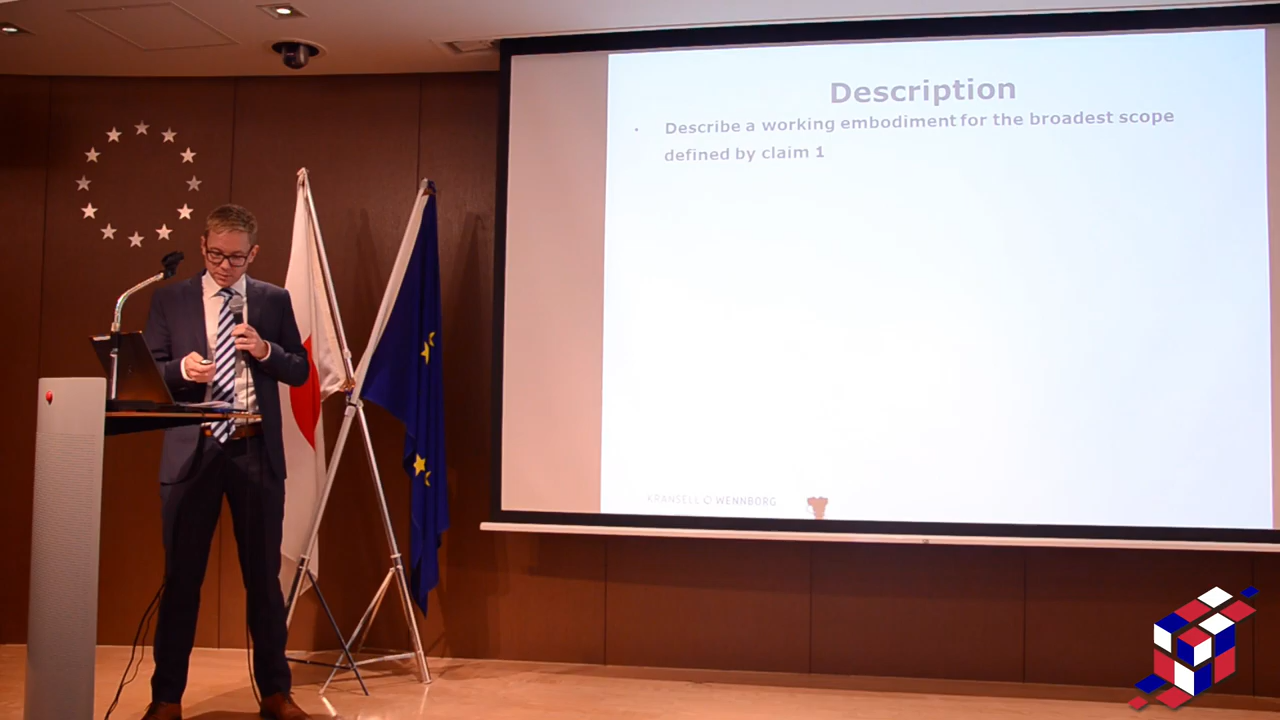 Description
• Describe a working embodiment for the broadest scope
defined by claim 1
KRANSELL & WENNBORG